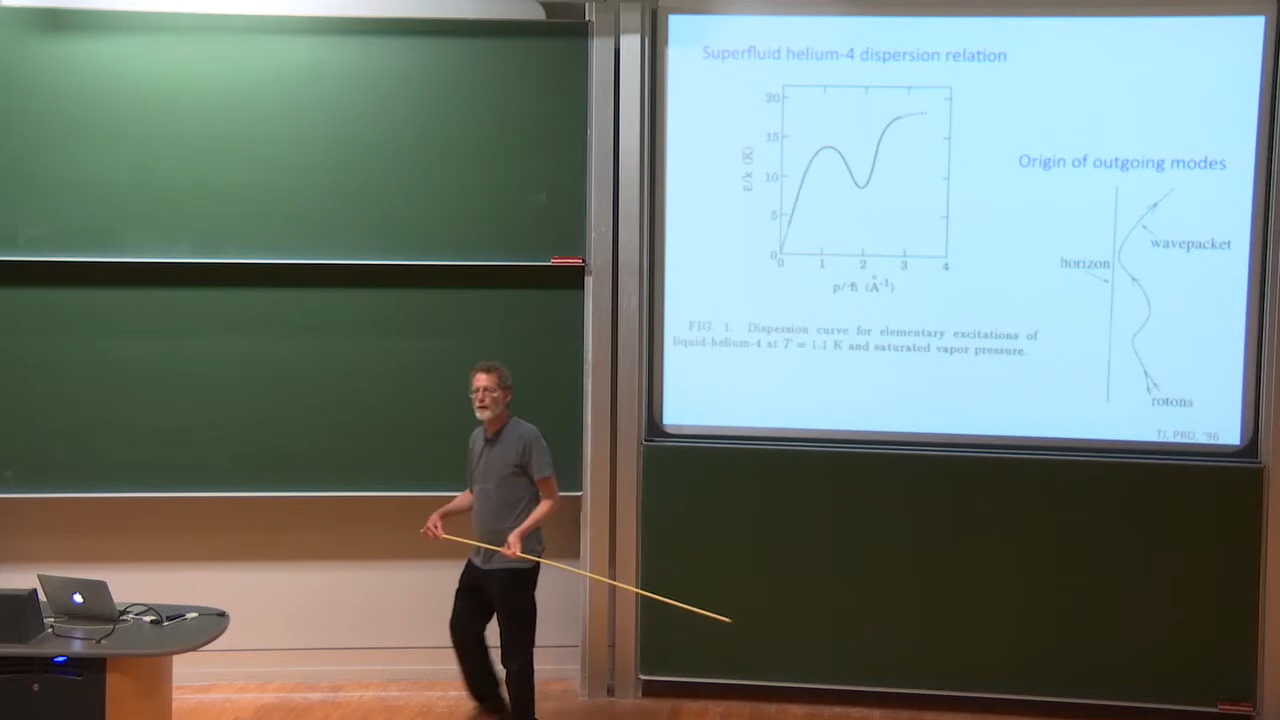 Superfluid helium-4 dispersion relation
20
15
10
5
0
ε/k (K)
0 1 2 3 4
p/ħ (Å⁻¹)
FIG. 1. Dispersion curve for elementary excitations of
liquid-helium-4 at T = 1.1 K and saturated vapor pressure.
Origin of outgoing modes
wavepacket
horizon
rotons
TJ, PRD, '96